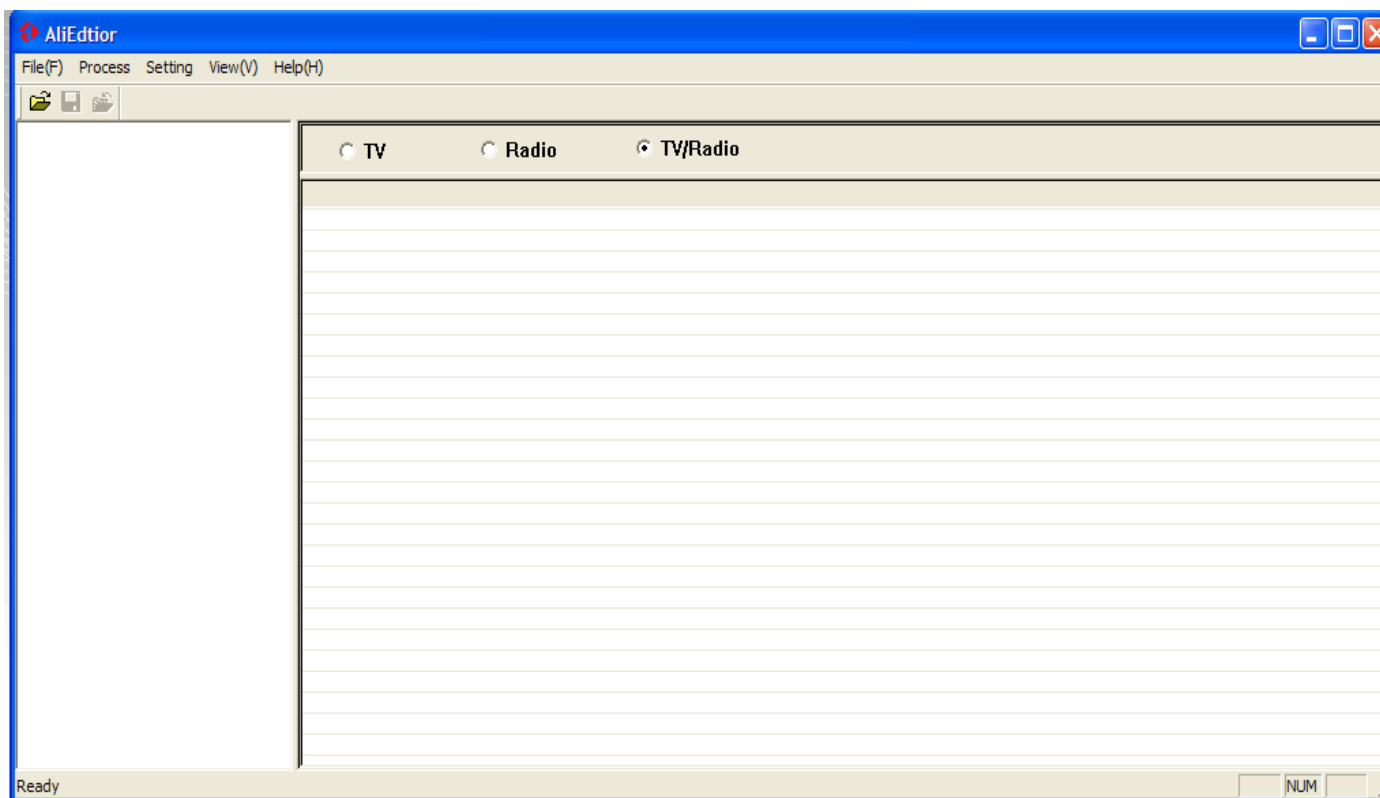 AliEdtior
File(F) Process Setting View(V) Help(H)
TV Radio TV/Radio
Ready NUM